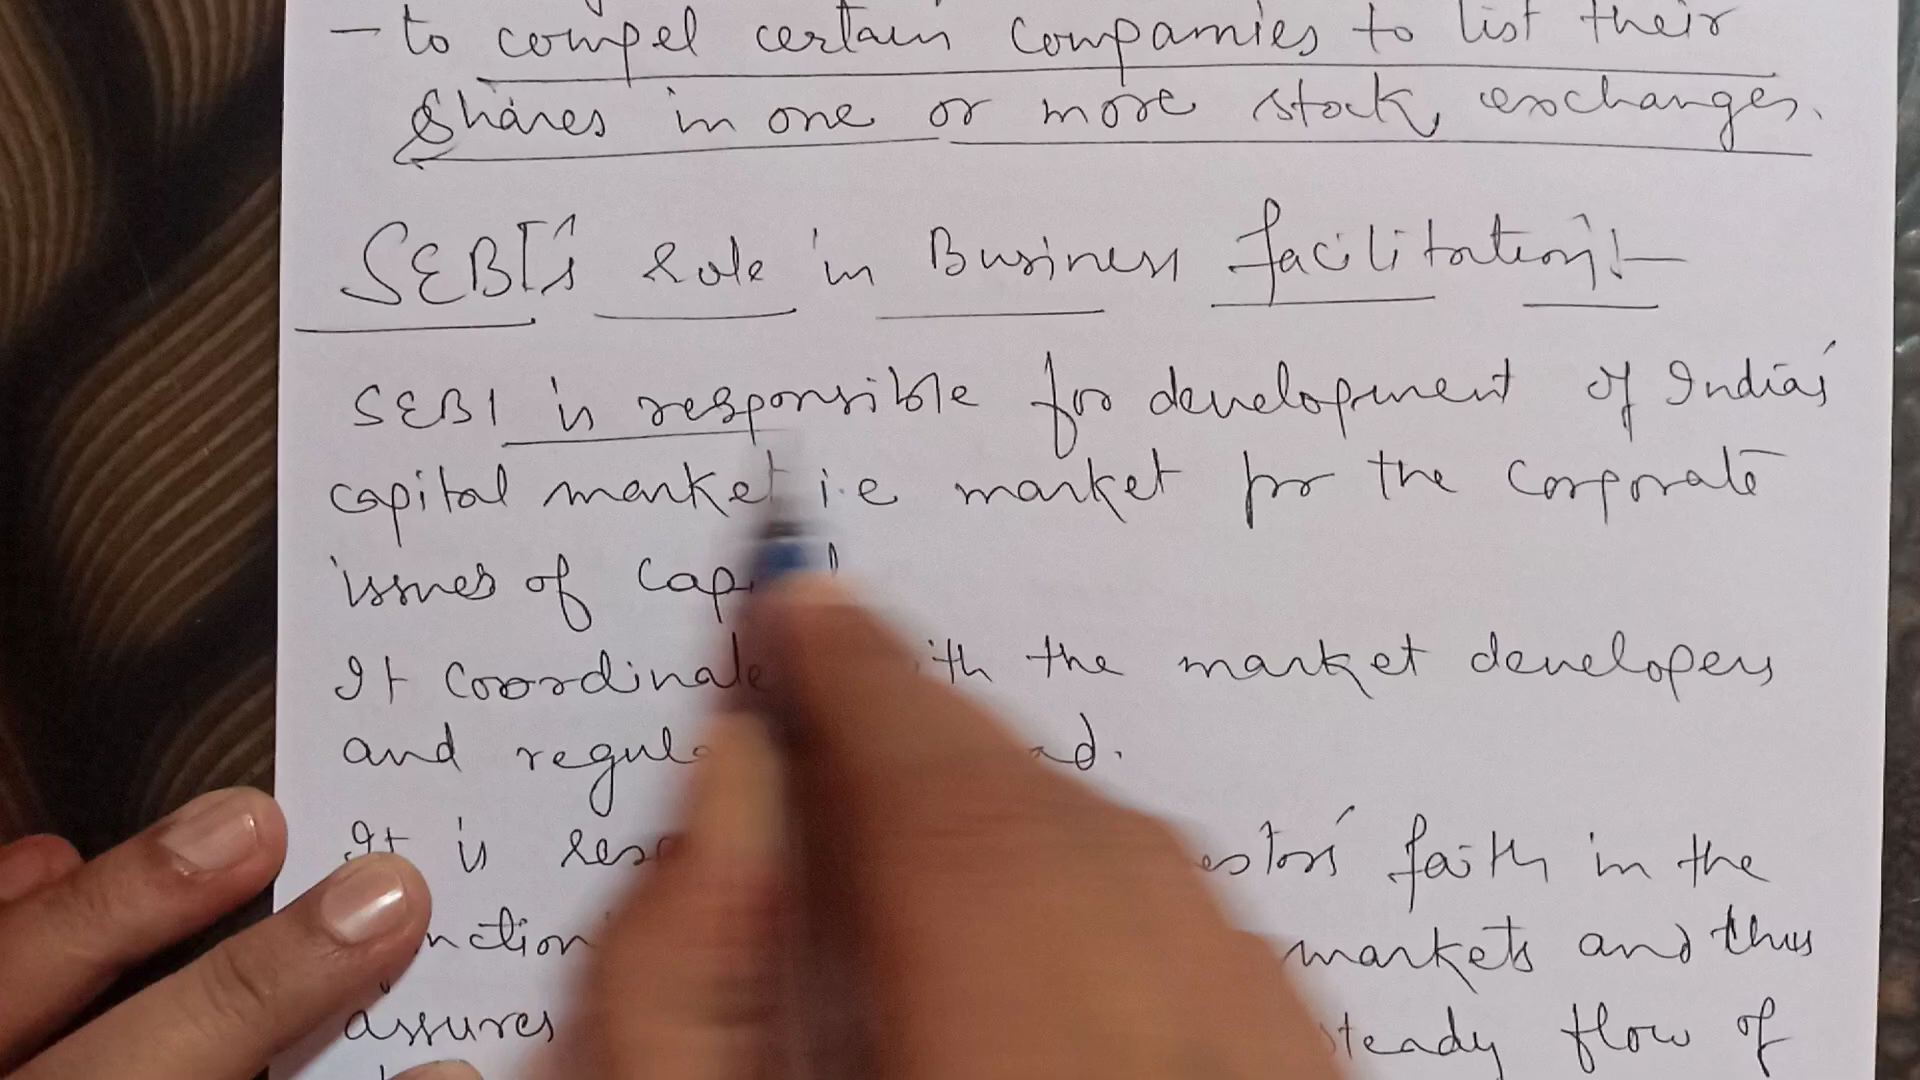 - to compel certain companies to list their
shares in one or more stock exchanges.
SEBI's role in Business facilitation:-
SEBI is responsible for development of India's
capital market i.e market for the corporate
issues of
It with the market developers
and
It is faith in the
markets and thus
assures steady flow of